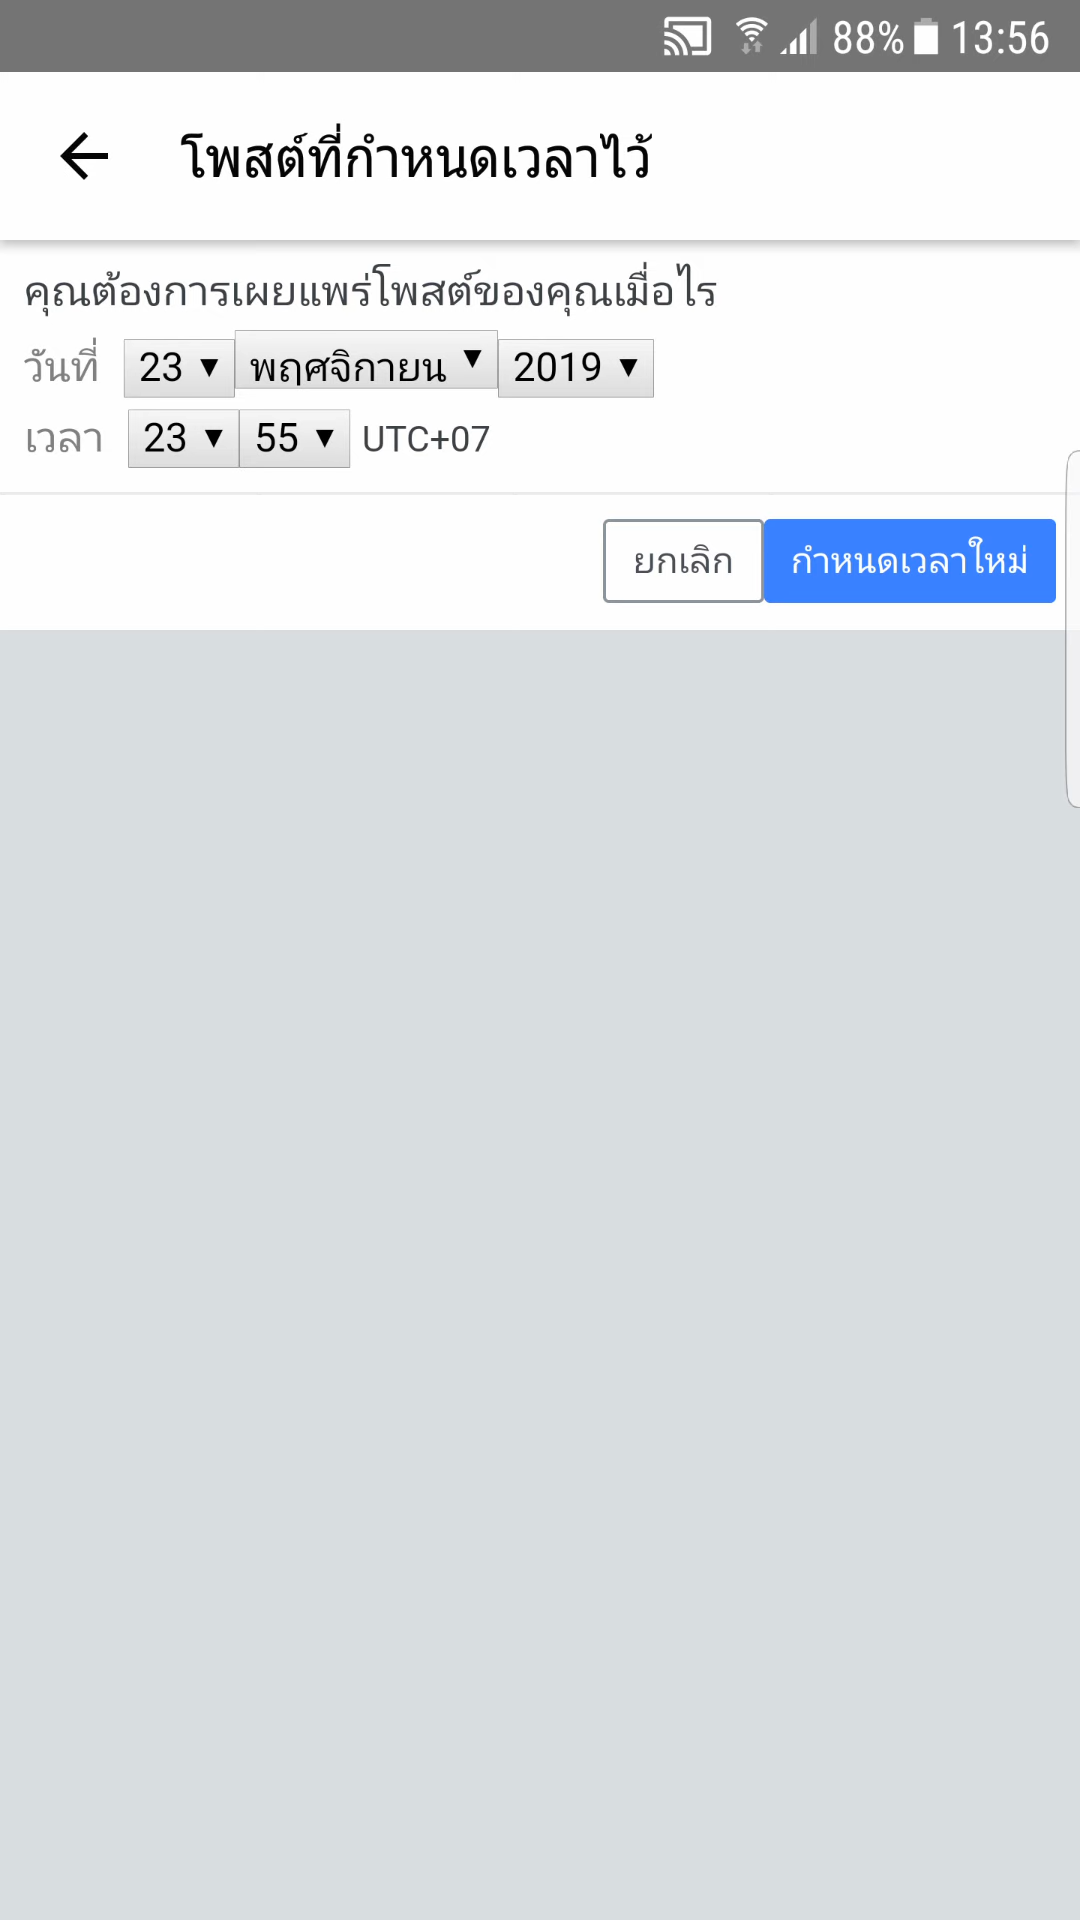 88% 13:56
โพสต์ที่กำหนดเวลาไว้
คุณต้องการเผยแพร่โพสต์ของคุณเมื่อไร
วันที่ 23 ▼ พฤศจิกายน ▼ 2019 ▼
เวลา 23 ▼ 55 ▼ UTC+07
ยกเลิก กำหนดเวลาใหม่